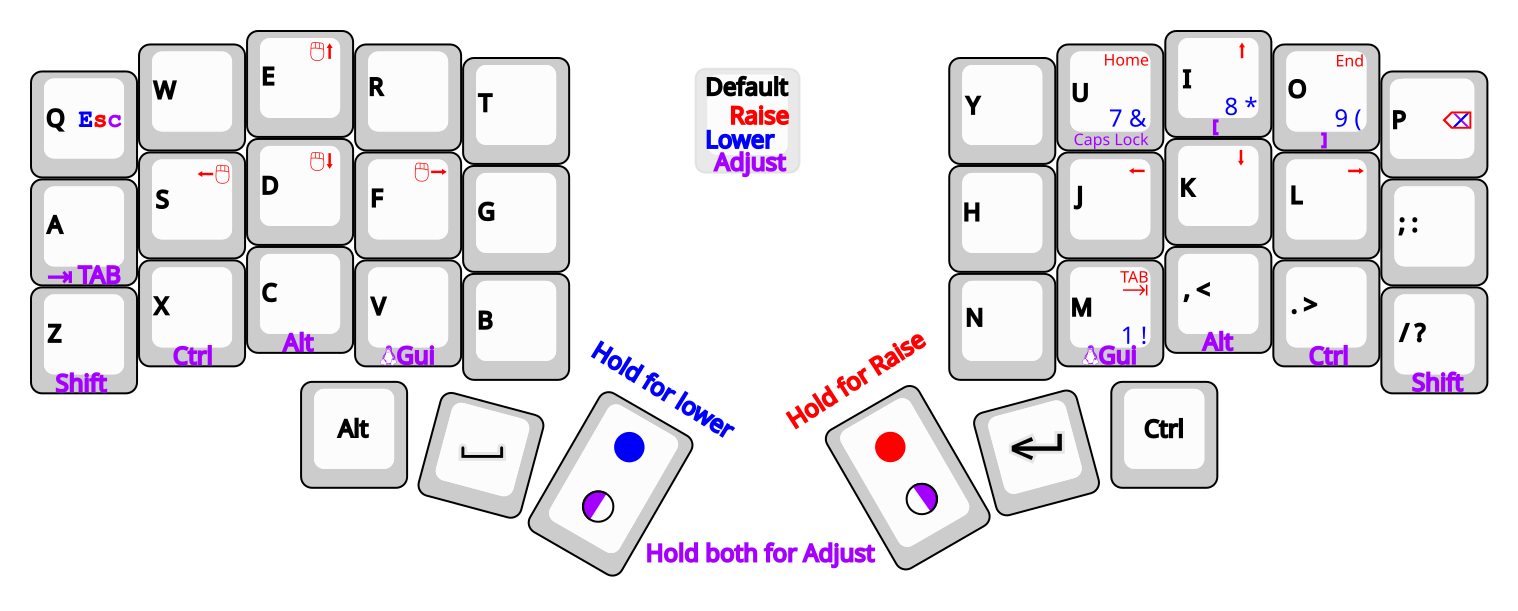 Q Esc
W
E
R
T
Default
Raise
Lower
Adjust
Y
Home
U
7 &
Caps Lock
I
8 *
[
End
O
9 (
]
P
A
TAB
S
D
F
G
H
J
K
L
;:
Z
Shift
X
Ctrl
C
Alt
V
Gui
B
N
TAB
M
1 !
Gui
,<
Alt
.>
Ctrl
/?
Shift
Hold for lower
Hold for Raise
Alt
Ctrl
Hold both for Adjust